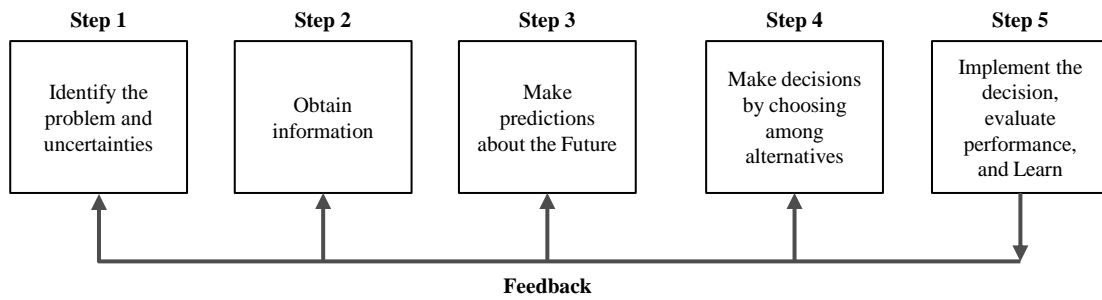 Step 1
Step 2
Step 3
Step 4
Step 5
Identify the
problem and
uncertainties
Obtain
information
Make
predictions
about the Future
Make decisions
by choosing
among
alternatives
Implement the
decision,
evaluate
performance,
and Learn
Feedback